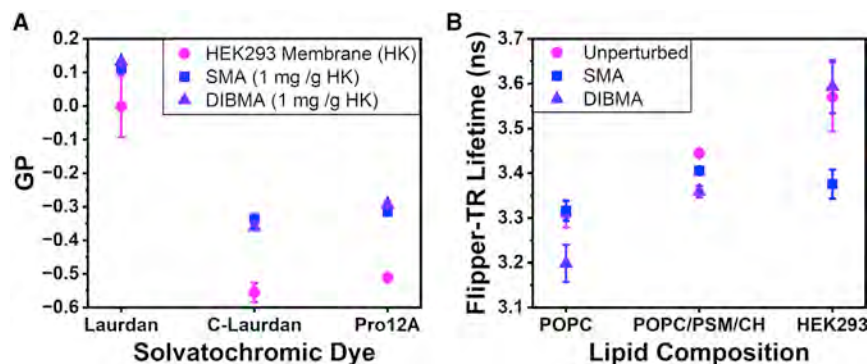 A
GP
0.2
0.1
0.0
−0.1
−0.2
−0.3
−0.4
−0.5
−0.6
HEK293 Membrane (HK)
SMA (1 mg /g HK)
DIBMA (1 mg /g HK)
Laurdan C-Laurdan Pro12A
Solvatochromic Dye
B
Flipper-TR Lifetime (ns)
3.7
3.6
3.5
3.4
3.3
3.2
3.1
Unperturbed
SMA
DIBMA
POPC POPC/PSM/CH HEK293
Lipid Composition